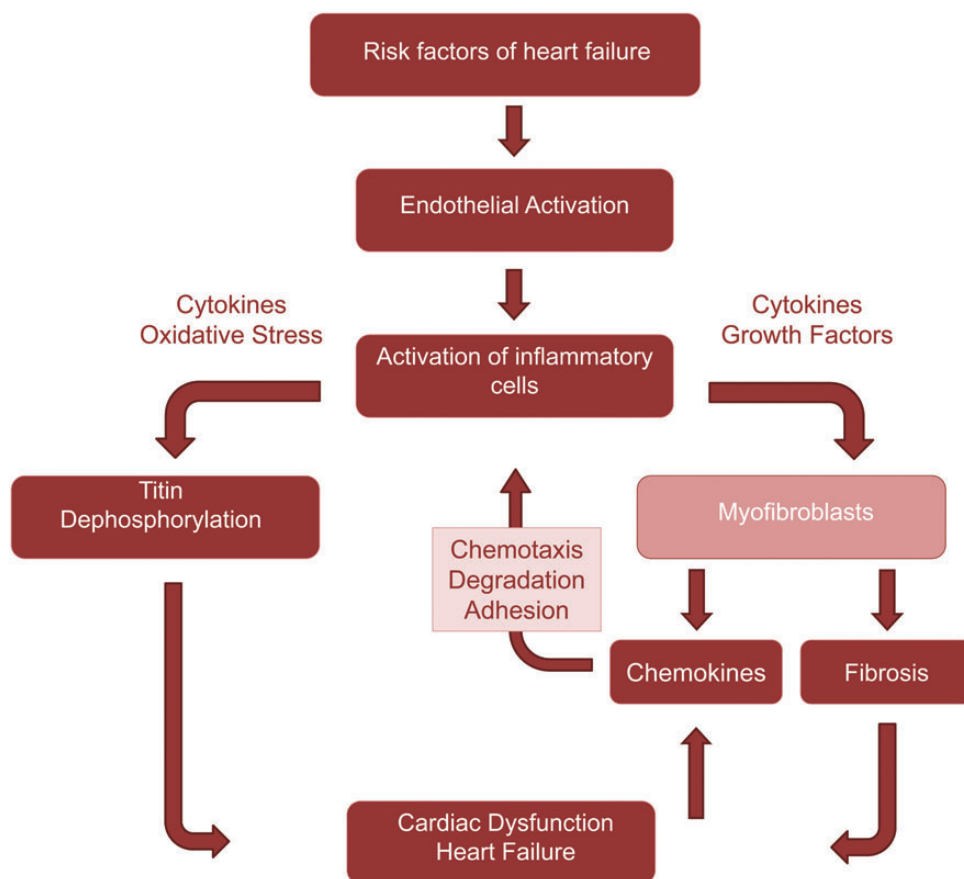 Risk factors of heart failure
Endothelial Activation
Cytokines
Oxidative Stress
Cytokines
Growth Factors
Activation of inflammatory
cells
Titin
Dephosphorylation
Myofibroblasts
Chemotaxis
Degradation
Adhesion
Chemokines
Fibrosis
Cardiac Dysfunction
Heart Failure